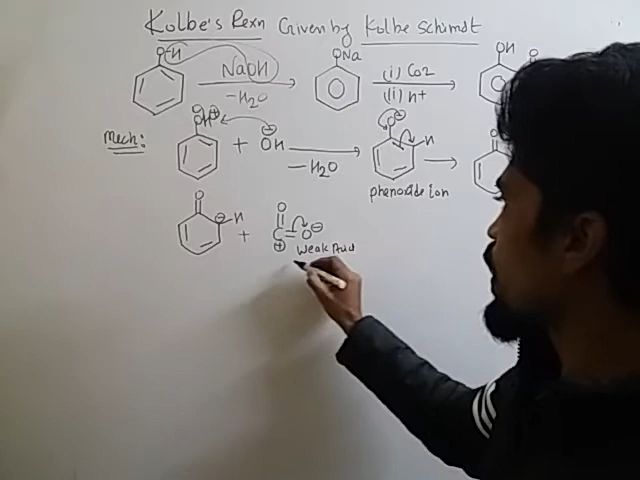 Kolbe's Rexn Given by Kolbe Schimdt
OH NaOH -H2O ONa (i) Co2 (ii) H+ OH
Mech: OH ⊕ + ⊖ OH -H2O O ⊖ H O
phenoxide ion
O ⊖ H + O C ⊕ O ⊖
Weak Acid